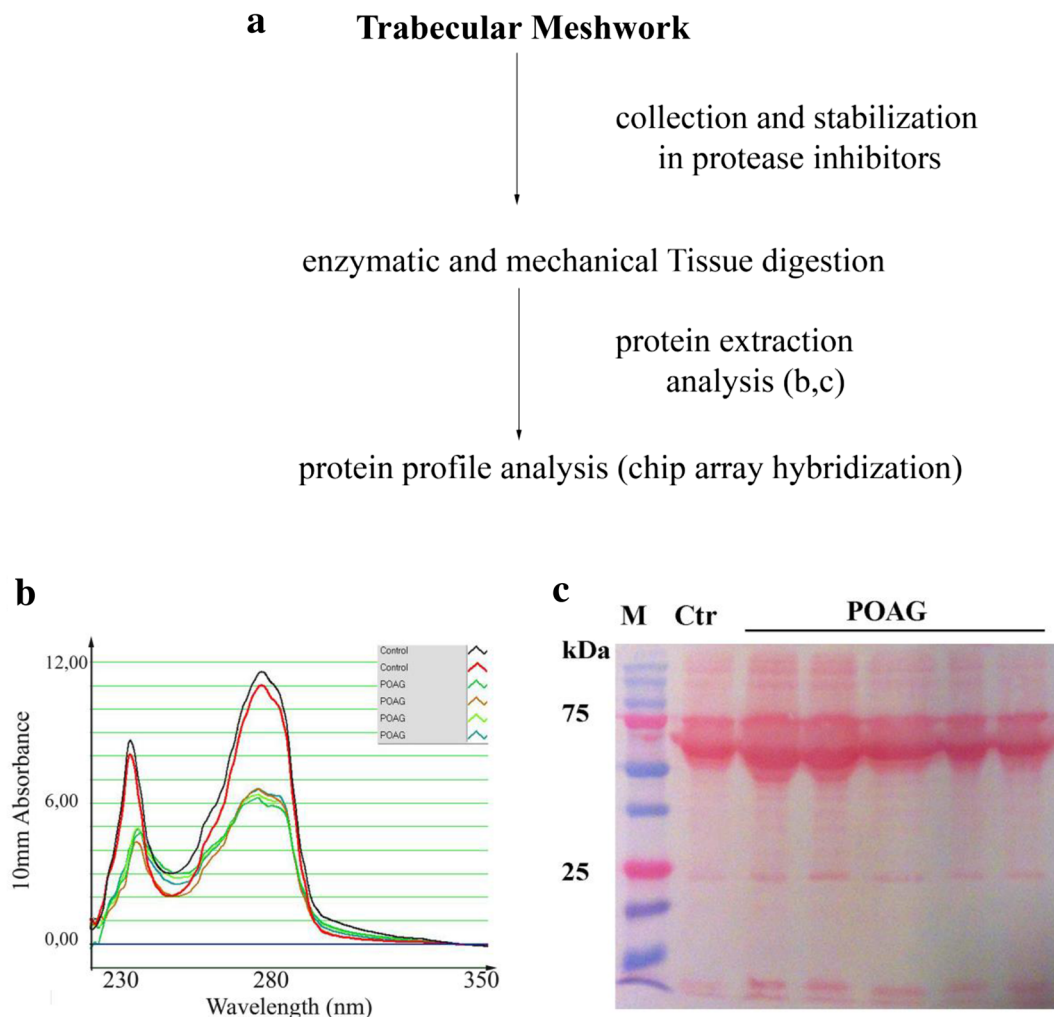 a
Trabecular Meshwork
collection and stabilization
in protease inhibitors
enzymatic and mechanical Tissue digestion
protein extraction
analysis (b,c)
protein profile analysis (chip array hybridization)
b
12,00
6,00
0,00
10mm Absorbance
230
280
350
Wavelength (nm)
Control
Control
POAG
POAG
POAG
POAG
c
M Ctr POAG
kDa
75
25